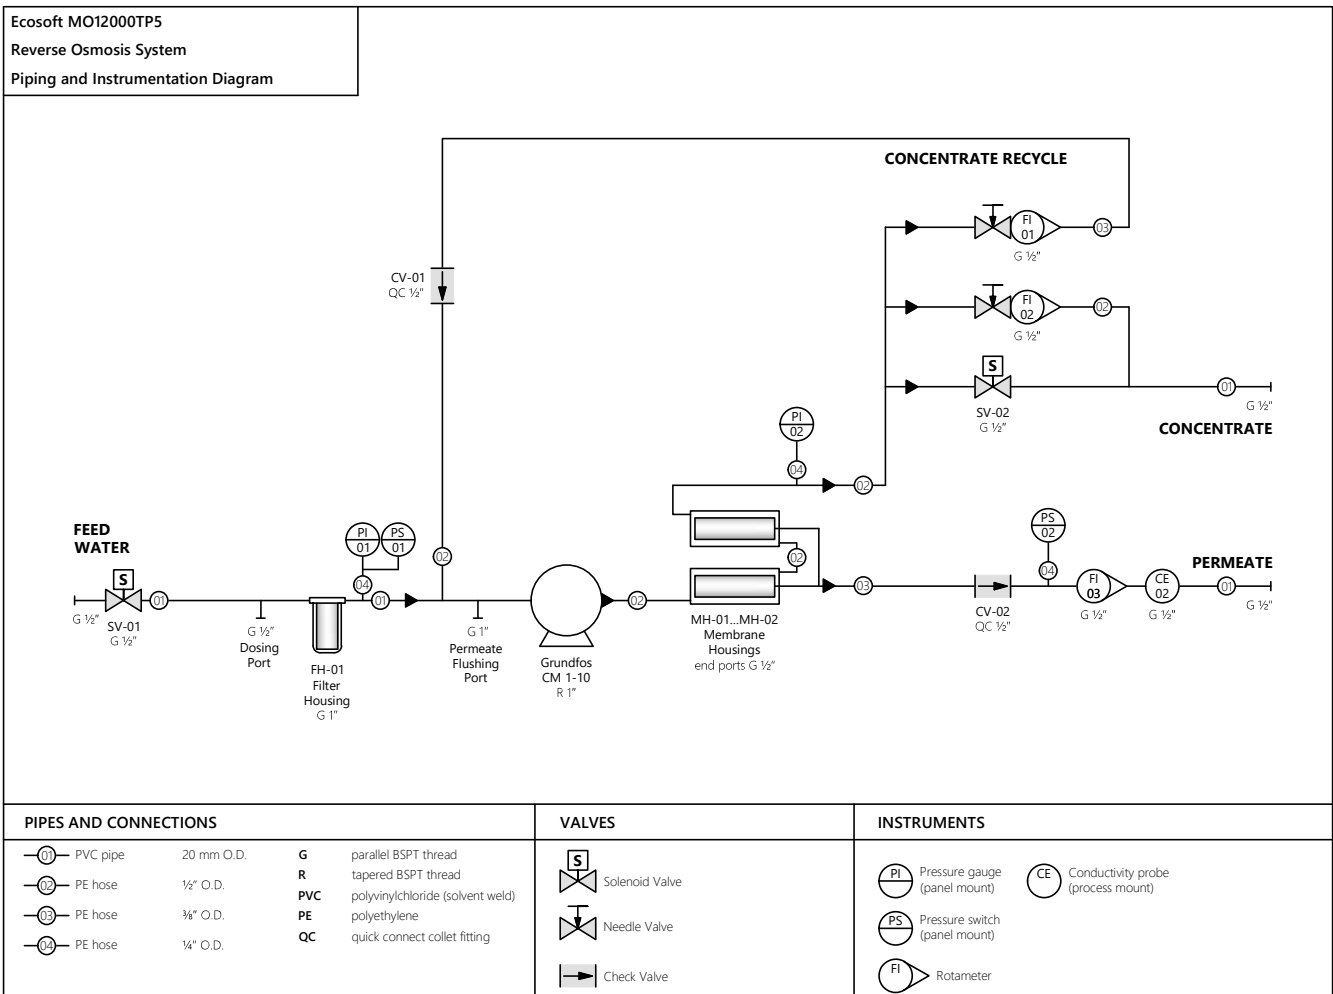 Ecosoft MO12000TP5
Reverse Osmosis System
Piping and Instrumentation Diagram
CONCENTRATE RECYCLE
FI
01
03
G ½"
CV-01
QC ½"
FI
02
02
G ½"
S
01
SV-02
G ½"
G ½"
CONCENTRATE
PI
02
04
02
FEED
WATER
PI
01
PS
01
02
PS
02
PERMEATE
S
01
04
01
02
02
03
04
FI
03
CE
02
01
G ½"
SV-01
G ½"
G ½"
Dosing
Port
FH-01
Filter
Housing
G 1"
G 1"
Permeate
Flushing
Port
Grundfos
CM 1-10
R 1"
MH-01...MH-02
Membrane
Housings
end ports G ½"
CV-02
QC ½"
G ½"
G ½"
G ½"
PIPES AND CONNECTIONS
01 PVC pipe 20 mm O.D.
02 PE hose ½" O.D.
03 PE hose ⅜" O.D.
04 PE hose ¼" O.D.
G parallel BSPT thread
R tapered BSPT thread
PVC polyvinylchloride (solvent weld)
PE polyethylene
QC quick connect collet fitting
VALVES
S
Solenoid Valve
Needle Valve
Check Valve
INSTRUMENTS
PI
Pressure gauge
(panel mount)
CE
Conductivity probe
(process mount)
PS
Pressure switch
(panel mount)
FI
Rotameter